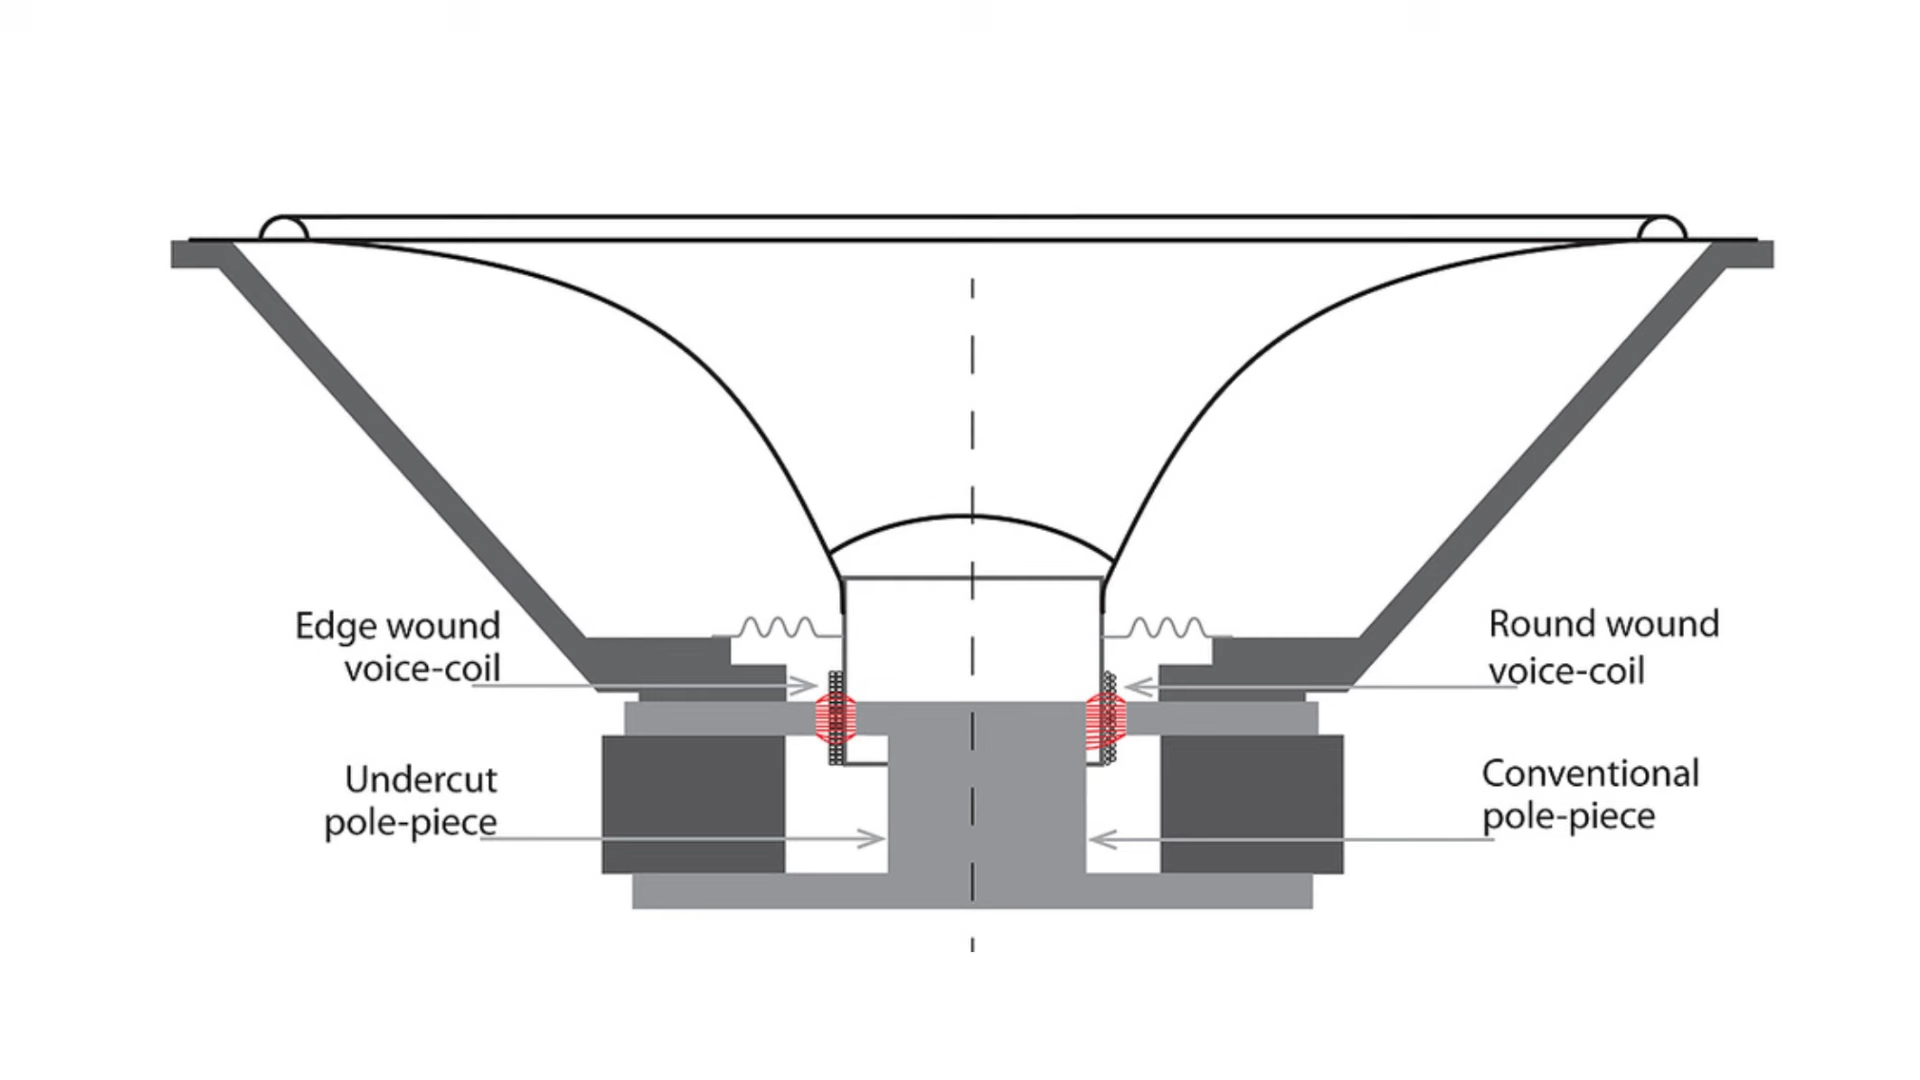 Edge wound
voice-coil
Round wound
voice-coil
Undercut
pole-piece
Conventional
pole-piece